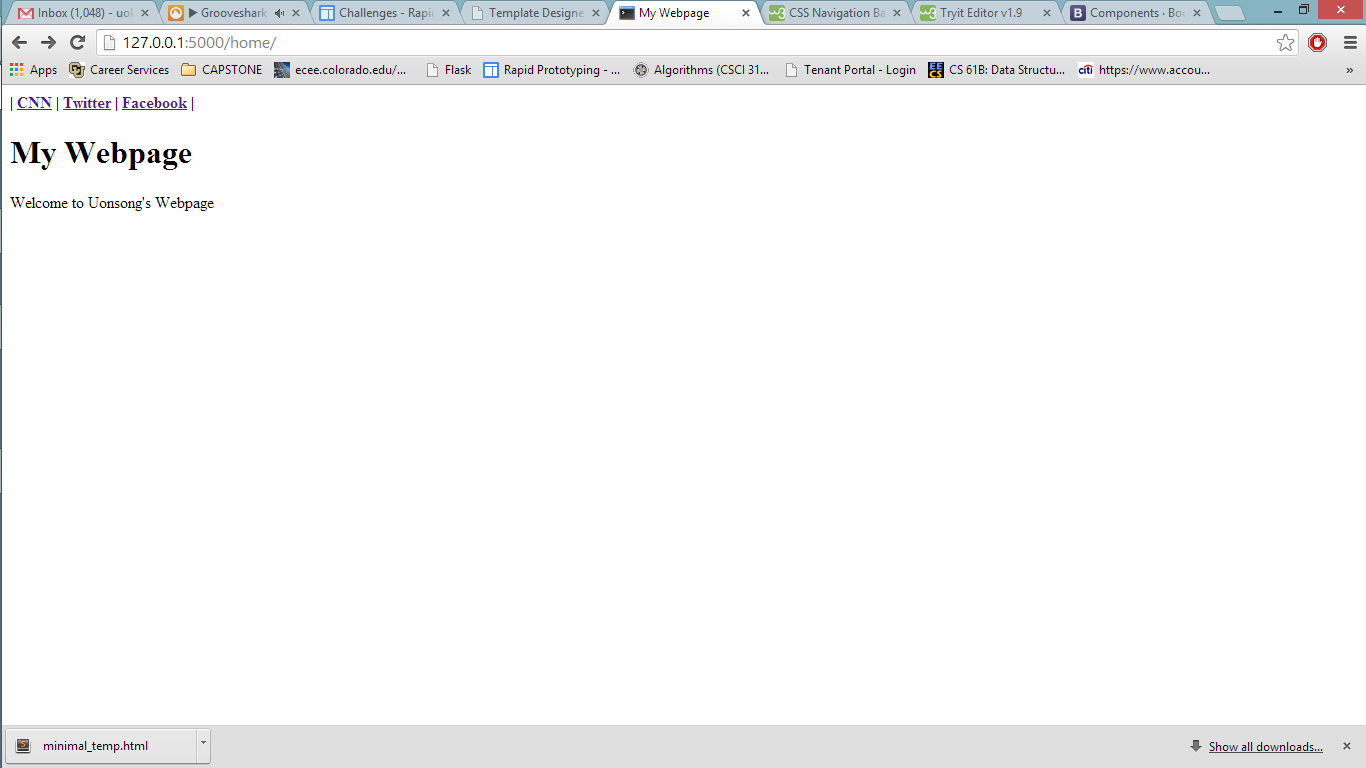 Inbox (1,048) - uol
Grooveshark
Challenges - Rapi
Template Designe
My Webpage
CSS Navigation Ba
Tryit Editor v1.9
Components · Boo
127.0.0.1:5000/home/
Apps
Career Services
CAPSTONE
ecee.colorado.edu/...
Flask
Rapid Prototyping - ...
Algorithms (CSCI 31...
Tenant Portal - Login
EECS
CS 61B: Data Structu...
citi
https://www.accou...
»
| CNN | Twitter | Facebook |
My Webpage
Welcome to Uonsong's Webpage
minimal_temp.html
Show all downloads...